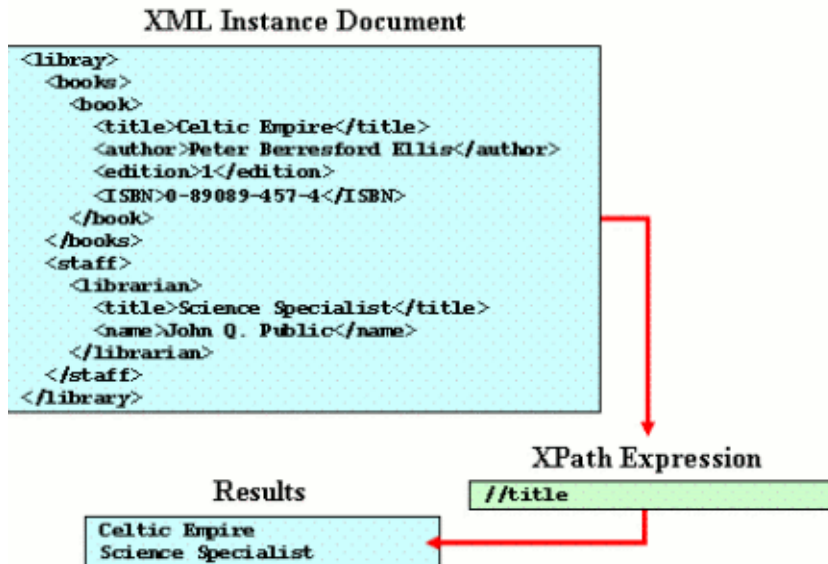 XML Instance Document
<libray>
<books>
<book>
<title>Celtic Empire</title>
<author>Peter Berresford Ellis</author>
<edition>1</edition>
<ISBN>0-89089-457-4</ISBN>
</book>
</books>
<staff>
<librarian>
<title>Science Specialist</title>
<name>John Q. Public</name>
</librarian>
</staff>
</library>
XPath Expression
//title
Results
Celtic Empire
Science Specialist